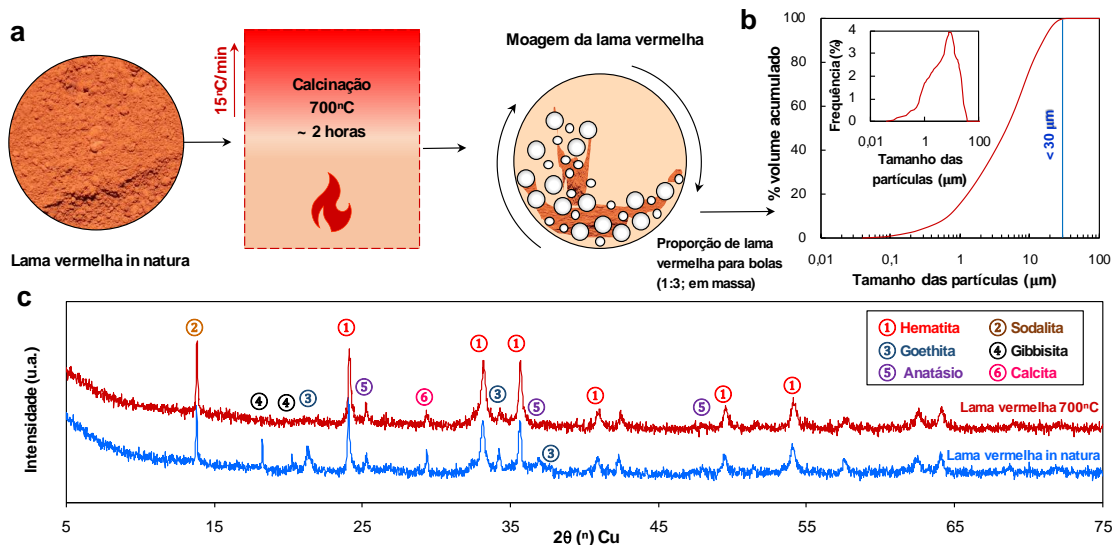 a
15ⁿC/min
Calcinação
700ⁿC
~ 2 horas
Lama vermelha in natura
Moagem da lama vermelha
Proporção de lama
vermelha para bolas
(1:3; em massa)
b
% volume acumulado
100
80
60
40
20
0
0,01
0,1
1
10
100
Tamanho das partículas (µm)
< 30 µm
Frequência (%)
4
3
2
1
0
0,01
1
100
Tamanho das
partículas (µm)
c
Intensidade (u.a.)
2
4
4
3
1
5
6
1
3
1
5
3
1
5
1
1
1 Hematita
2 Sodalita
3 Goethita
4 Gibbisita
5 Anatásio
6 Calcita
Lama vermelha 700ⁿC
Lama vermelha in natura
5
15
25
35
45
55
65
75
2θ (ⁿ) Cu